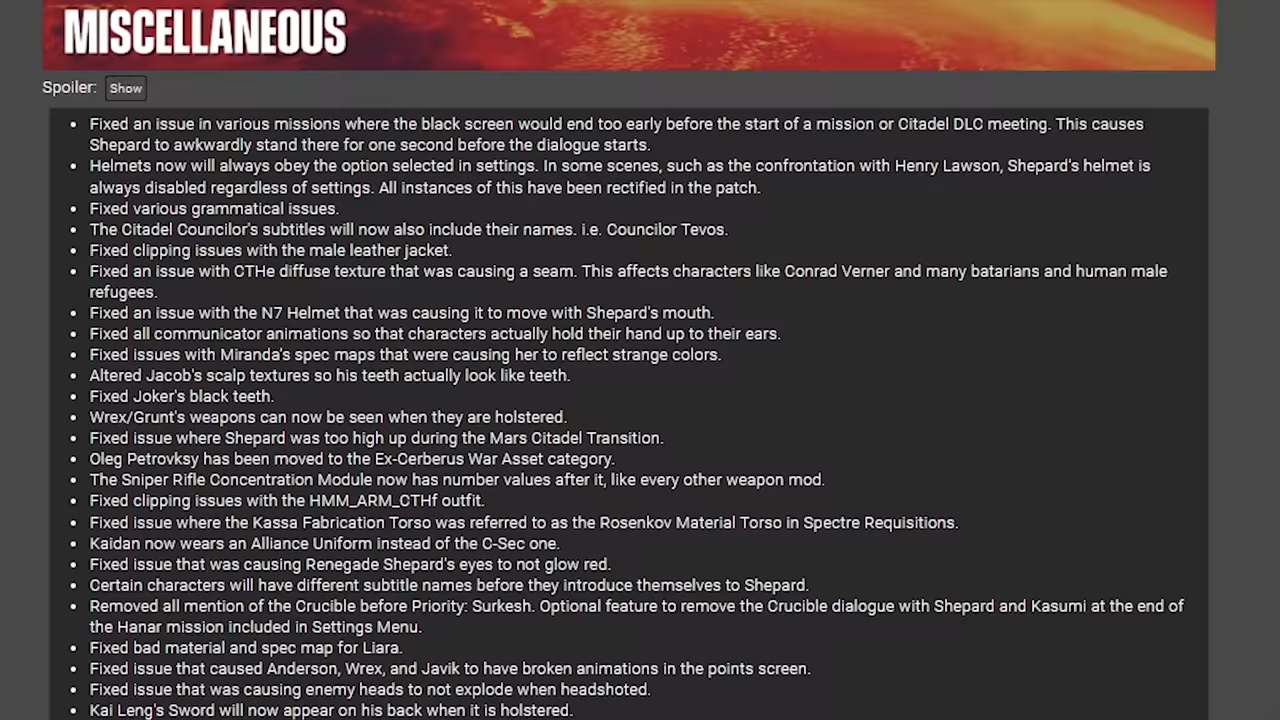 MISCELLANEOUS
Spoiler: Show
• Fixed an issue in various missions where the black screen would end too early before the start of a mission or Citadel DLC meeting. This causes
Shepard to awkwardly stand there for one second before the dialogue starts.
• Helmets now will always obey the option selected in settings. In some scenes, such as the confrontation with Henry Lawson, Shepard's helmet is
always disabled regardless of settings. All instances of this have been rectified in the patch.
• Fixed various grammatical issues.
• The Citadel Councilor's subtitles will now also include their names. i.e. Councilor Tevos.
• Fixed clipping issues with the male leather jacket.
• Fixed an issue with CTHe diffuse texture that was causing a seam. This affects characters like Conrad Verner and many batarians and human male
refugees.
• Fixed an issue with the N7 Helmet that was causing it to move with Shepard's mouth.
• Fixed all communicator animations so that characters actually hold their hand up to their ears.
• Fixed issues with Miranda's spec maps that were causing her to reflect strange colors.
• Altered Jacob's scalp textures so his teeth actually look like teeth.
• Fixed Joker's black teeth.
• Wrex/Grunt's weapons can now be seen when they are holstered.
• Fixed issue where Shepard was too high up during the Mars Citadel Transition.
• Oleg Petrovksy has been moved to the Ex-Cerberus War Asset category.
• The Sniper Rifle Concentration Module now has number values after it, like every other weapon mod.
• Fixed clipping issues with the HMM_ARM_CTHf outfit.
• Fixed issue where the Kassa Fabrication Torso was referred to as the Rosenkov Material Torso in Spectre Requisitions.
• Kaidan now wears an Alliance Uniform instead of the C-Sec one.
• Fixed issue that was causing Renegade Shepard's eyes to not glow red.
• Certain characters will have different subtitle names before they introduce themselves to Shepard.
• Removed all mention of the Crucible before Priority: Surkesh. Optional feature to remove the Crucible dialogue with Shepard and Kasumi at the end of
the Hanar mission included in Settings Menu.
• Fixed bad material and spec map for Liara.
• Fixed issue that caused Anderson, Wrex, and Javik to have broken animations in the points screen.
• Fixed issue that was causing enemy heads to not explode when headshoted.
• Kai Leng's Sword will now appear on his back when it is holstered.